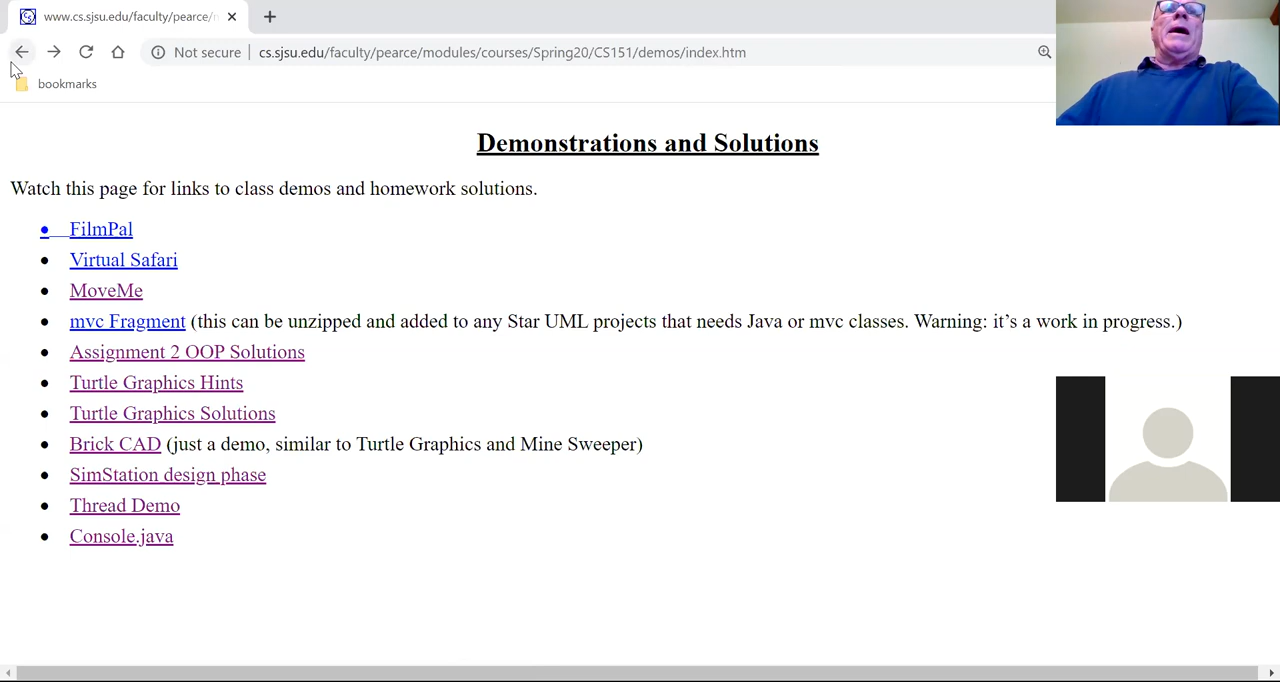 www.cs.sjsu.edu/faculty/pearce/
Not secure cs.sjsu.edu/faculty/pearce/modules/courses/Spring20/CS151/demos/index.htm
bookmarks
Demonstrations and Solutions
Watch this page for links to class demos and homework solutions.
• FilmPal
• Virtual Safari
• MoveMe
• mvc Fragment (this can be unzipped and added to any Star UML projects that needs Java or mvc classes. Warning: it’s a work in progress.)
• Assignment 2 OOP Solutions
• Turtle Graphics Hints
• Turtle Graphics Solutions
• Brick CAD (just a demo, similar to Turtle Graphics and Mine Sweeper)
• SimStation design phase
• Thread Demo
• Console.java